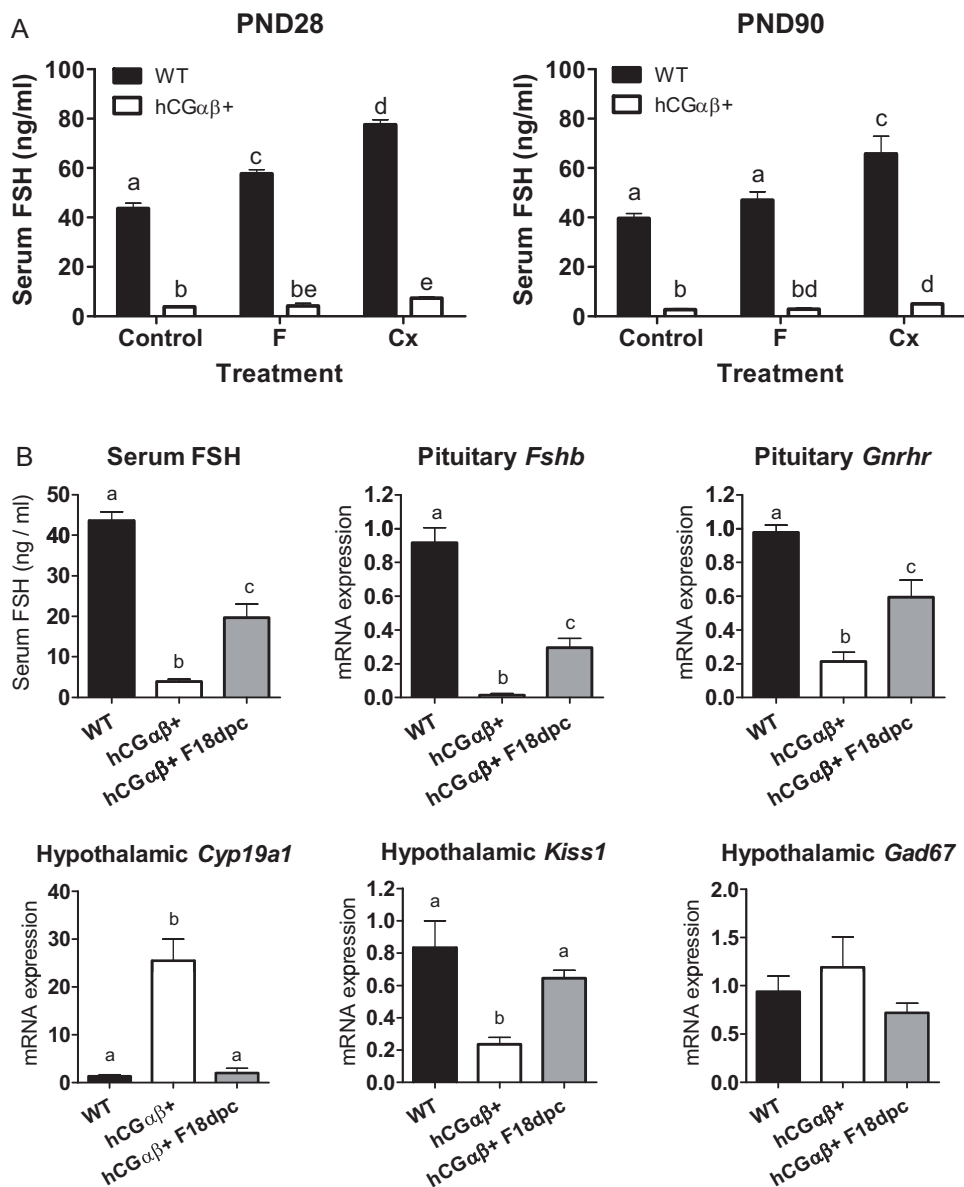 A
PND28
PND90
100
80
60
40
20
0
Serum FSH (ng/ml)
WT
hCGαβ+
a
b
c
be
d
e
Control
F
Cx
Treatment
100
80
60
40
20
0
Serum FSH (ng/ml)
WT
hCGαβ+
a
b
a
bd
c
d
Control
F
Cx
Treatment
B
Serum FSH
50
40
30
20
10
0
Serum FSH (ng / ml)
a
b
c
WT
hCGαβ+
hCGαβ+ F18dpc
Pituitary Fshb
1.2
1.0
0.8
0.6
0.4
0.2
0.0
mRNA expression
a
b
c
WT
hCGαβ+
hCGαβ+ F18dpc
Pituitary Gnrhr
1.2
1.0
0.8
0.6
0.4
0.2
0.0
mRNA expression
a
b
c
WT
hCGαβ+
hCGαβ+ F18dpc
Hypothalamic Cyp19a1
40
30
20
10
0
mRNA expression
a
b
a
WT
hCGαβ+
hCGαβ+ F18dpc
Hypothalamic Kiss1
1.2
1.0
0.8
0.6
0.4
0.2
0.0
mRNA expression
a
b
a
WT
hCGαβ+
hCGαβ+ F18dpc
Hypothalamic Gad67
2.0
1.5
1.0
0.5
0.0
mRNA expression
WT
hCGαβ+
hCGαβ+ F18dpc